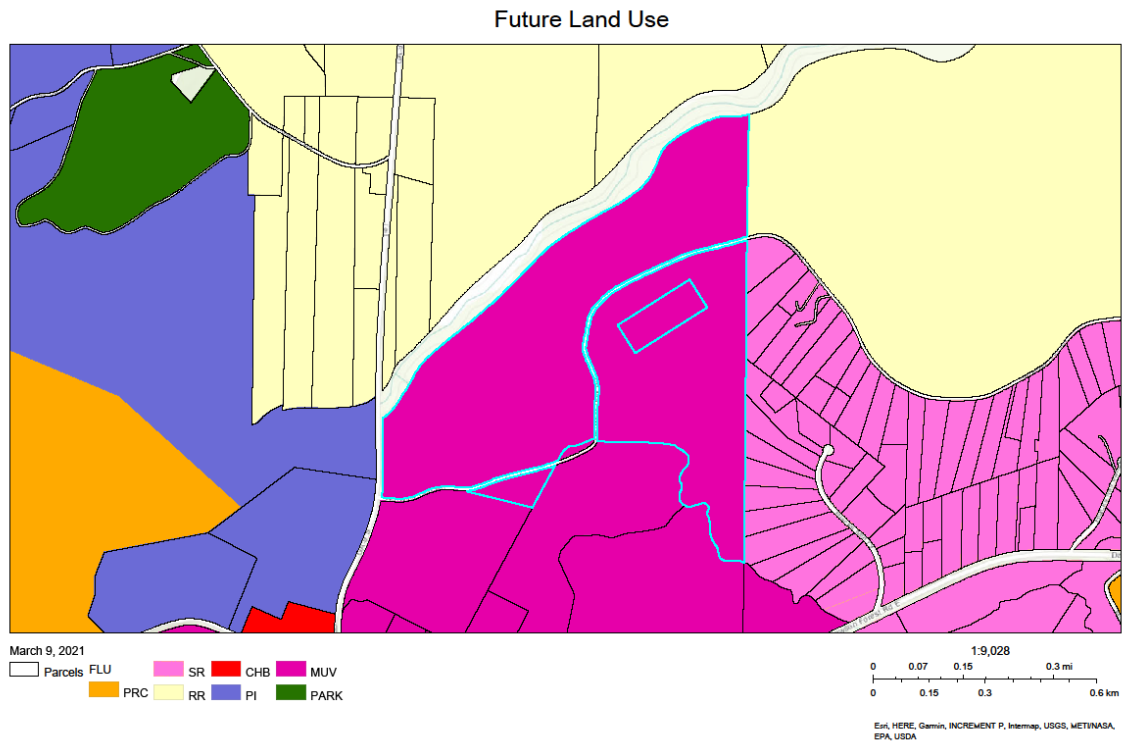 Future Land Use
March 9, 2021
Parcels
FLU
PRC
SR
RR
CHB
PI
MUV
PARK
1:9,028
0 0.07 0.15 0.3 mi
0 0.15 0.3 0.6 km
Esri, HERE, Garmin, INCREMENT P, Intermap, USGS, METI/NASA,
EPA, USDA